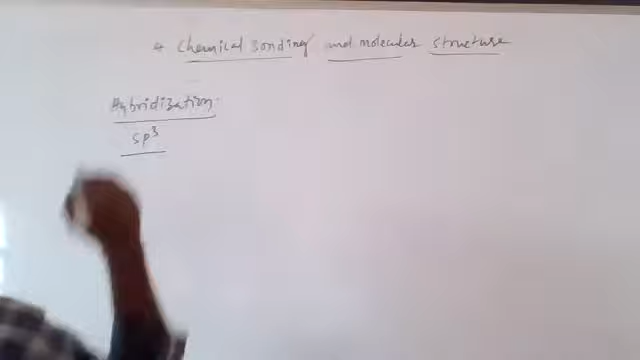 * Chemical Bonding and molecular structure
Hybridization
sp³